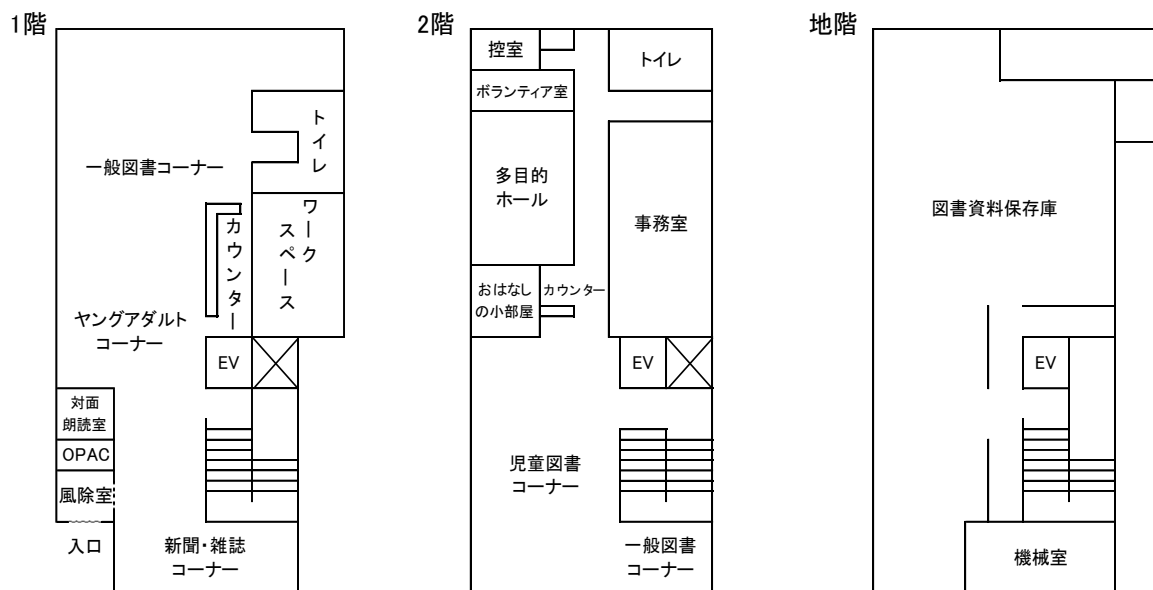 1階
トイレ
一般図書コーナー
ワーク
スペース
カウンター
ヤングアダルト
コーナー
EV
対面
朗読室
OPAC
風除室
入口
新聞・雑誌
コーナー
2階
控室
トイレ
ボランティア室
多目的
ホール
事務室
おはなし
の小部屋
カウンター
EV
児童図書
コーナー
一般図書
コーナー
地階
図書資料保存庫
EV
機械室